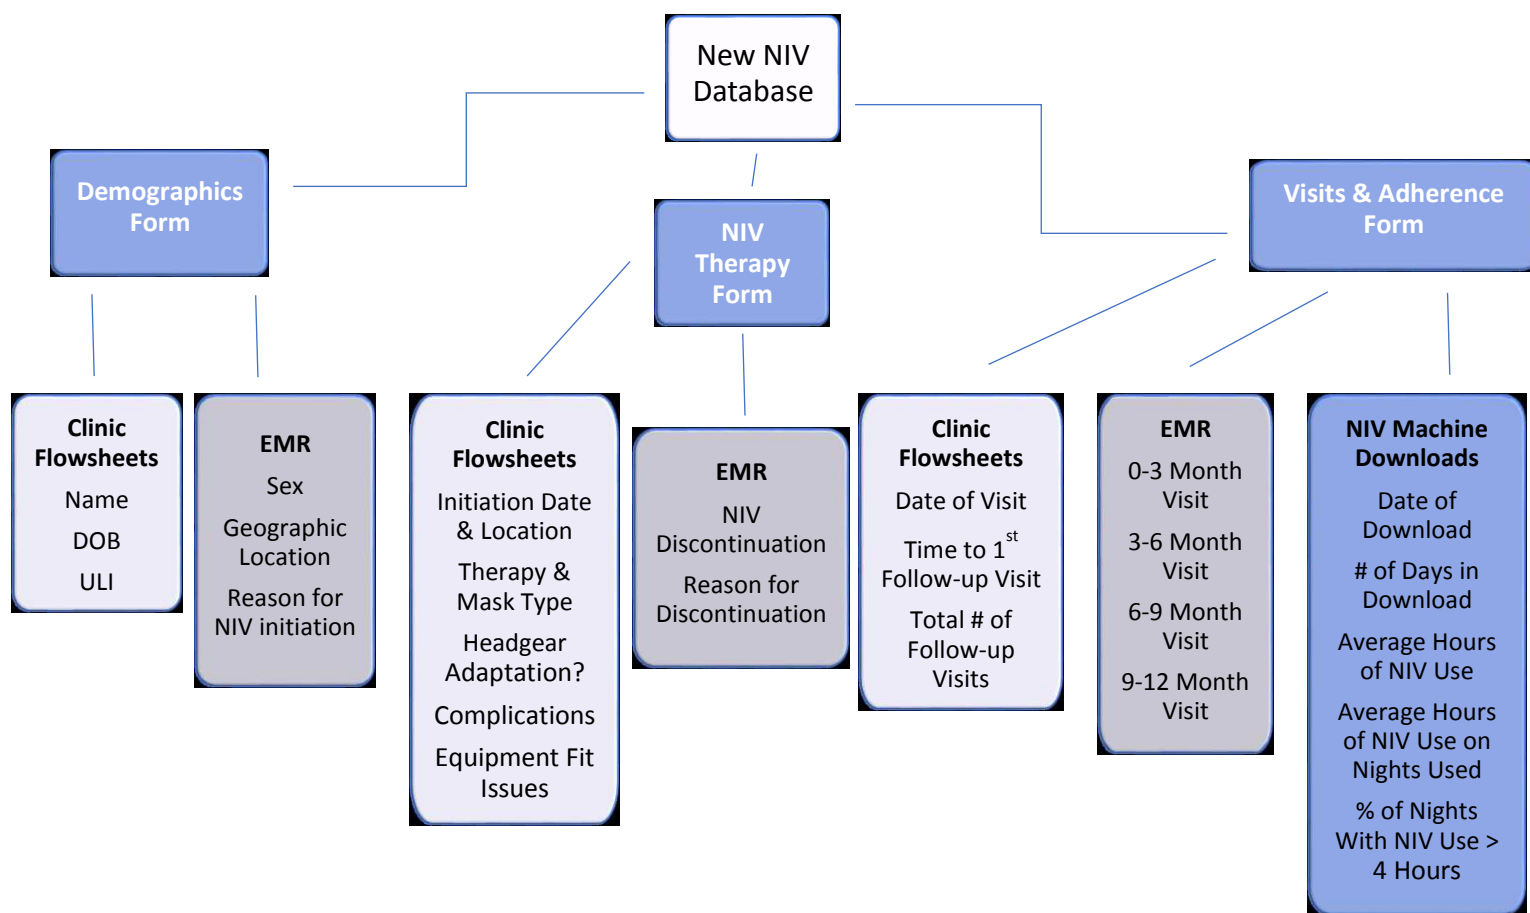 New NIV
Database
Demographics
Form
NIV
Therapy
Form
Visits & Adherence
Form
Clinic
Flowsheets
Name
DOB
ULI
EMR
Sex
Geographic
Location
Reason for
NIV initiation
Clinic
Flowsheets
Initiation Date
& Location
Therapy &
Mask Type
Headgear
Adaptation?
Complications
Equipment Fit
Issues
EMR
NIV
Discontinuation
Reason for
Discontinuation
Clinic
Flowsheets
Date of Visit
Time to 1st
Follow-up Visit
Total # of
Follow-up
Visits
EMR
0-3 Month
Visit
3-6 Month
Visit
6-9 Month
Visit
9-12 Month
Visit
NIV Machine
Downloads
Date of
Download
# of Days in
Download
Average Hours
of NIV Use
Average Hours
of NIV Use on
Nights Used
% of Nights
With NIV Use >
4 Hours